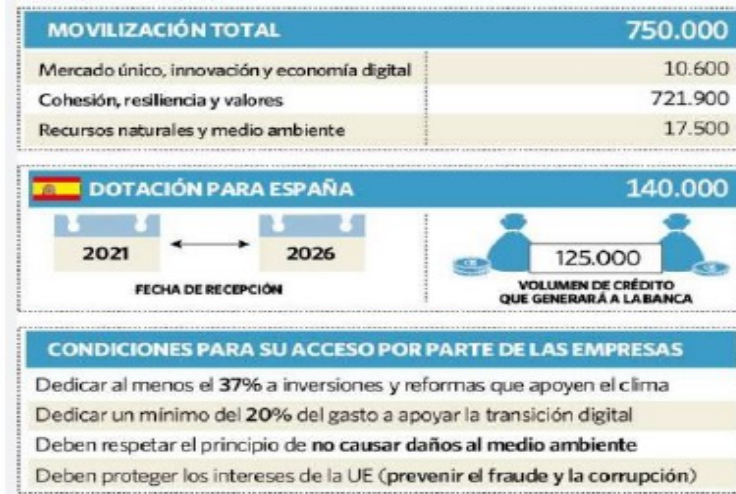 MOVILIZACIÓN TOTAL 750.000
Mercado único, innovación y economía digital 10.600
Cohesión, resiliencia y valores 721.900
Recursos naturales y medio ambiente 17.500
DOTACIÓN PARA ESPAÑA 140.000
2021 2026
FECHA DE RECEPCIÓN
125.000
VOLUMEN DE CRÉDITO
QUE GENERARÁ A LA BANCA
CONDICIONES PARA SU ACCESO POR PARTE DE LAS EMPRESAS
Dedicar al menos el 37% a inversiones y reformas que apoyen el clima
Dedicar un mínimo del 20% del gasto a apoyar la transición digital
Deben respetar el principio de no causar daños al medio ambiente
Deben proteger los intereses de la UE (prevenir el fraude y la corrupción)